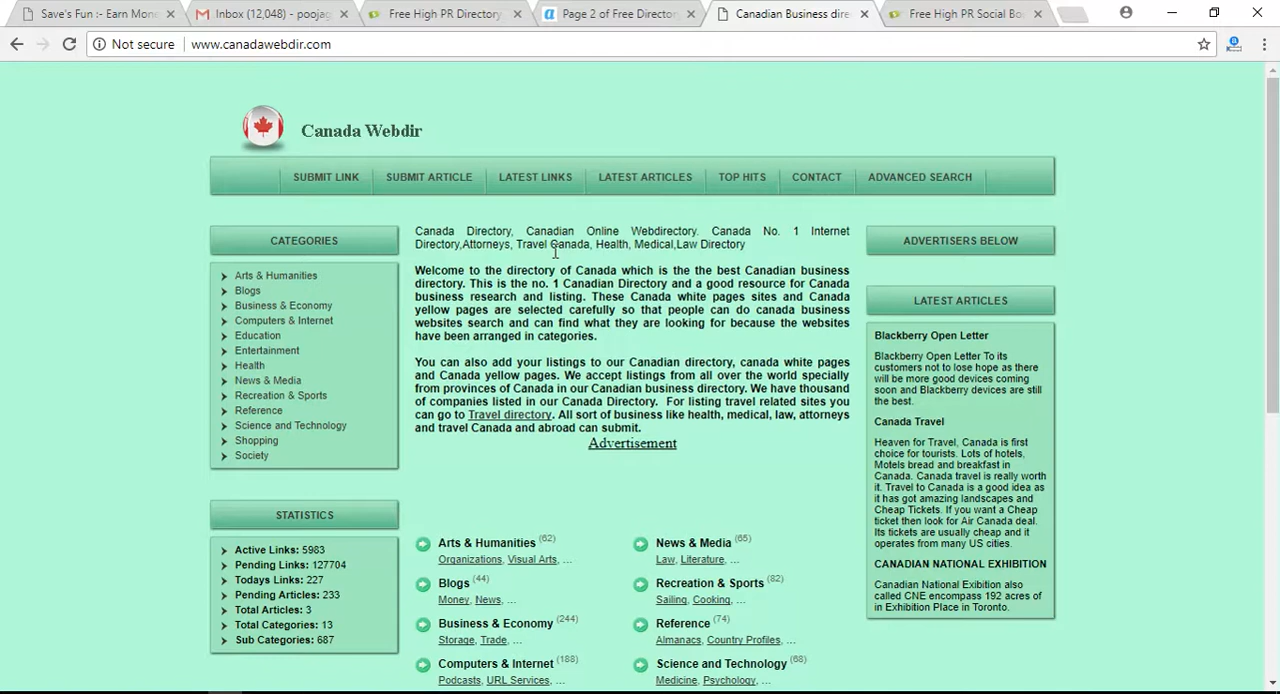 Save's Fun :- Earn Mone
Inbox (12,048) - poojag
Free High PR Directory
Page 2 of Free Director
Canadian Business dire
Free High PR Social Bo
Not secure
www.canadawebdir.com
Canada Webdir
SUBMIT LINK
SUBMIT ARTICLE
LATEST LINKS
LATEST ARTICLES
TOP HITS
CONTACT
ADVANCED SEARCH
CATEGORIES
Arts & Humanities
Blogs
Business & Economy
Computers & Internet
Education
Entertainment
Health
News & Media
Recreation & Sports
Reference
Science and Technology
Shopping
Society
STATISTICS
Active Links: 5983
Pending Links: 127704
Todays Links: 227
Pending Articles: 233
Total Articles: 3
Total Categories: 13
Sub Categories: 687
Canada Directory, Canadian Online Webdirectory. Canada No. 1 Internet
Directory,Attorneys, Travel Canada, Health, Medical,Law Directory
Welcome to the directory of Canada which is the the best Canadian business
directory. This is the no. 1 Canadian Directory and a good resource for Canada
business research and listing. These Canada white pages sites and Canada
yellow pages are selected carefully so that people can do canada business
websites search and can find what they are looking for because the websites
have been arranged in categories.
You can also add your listings to our Canadian directory, canada white pages
and Canada yellow pages. We accept listings from all over the world specially
from provinces of Canada in our Canadian business directory. We have thousand
of companies listed in our Canada Directory. For listing travel related sites you
can go to Travel directory. All sort of business like health, medical, law, attorneys
and travel Canada and abroad can submit.
Advertisement
Arts & Humanities (62)
Organizations, Visual Arts, ...
Blogs (44)
Money, News, ...
Business & Economy (244)
Storage, Trade, ...
Computers & Internet (188)
Podcasts, URL Services, ...
News & Media (65)
Law, Literature, ...
Recreation & Sports (82)
Sailing, Cooking, ...
Reference (74)
Almanacs, Country Profiles, ...
Science and Technology (68)
Medicine, Psychology, ...
ADVERTISERS BELOW
LATEST ARTICLES
Blackberry Open Letter
Blackberry Open Letter To its
customers not to lose hope as there
will be more good devices coming
soon and Blackberry devices are still
the best.
Canada Travel
Heaven for Travel, Canada is first
choice for tourists. Lots of hotels,
Motels bread and breakfast in
Canada. Canada travel is really worth
it. Travel to Canada is a good idea as
it has got amazing landscapes and
Cheap Tickets. If you want a Cheap
ticket then look for Air Canada deal.
Its tickets are usually cheap and it
operates from many US cities.
CANADIAN NATIONAL EXHIBITION
Canadian National Exibition also
called CNE encompass 192 acres of
in Exhibition Place in Toronto.